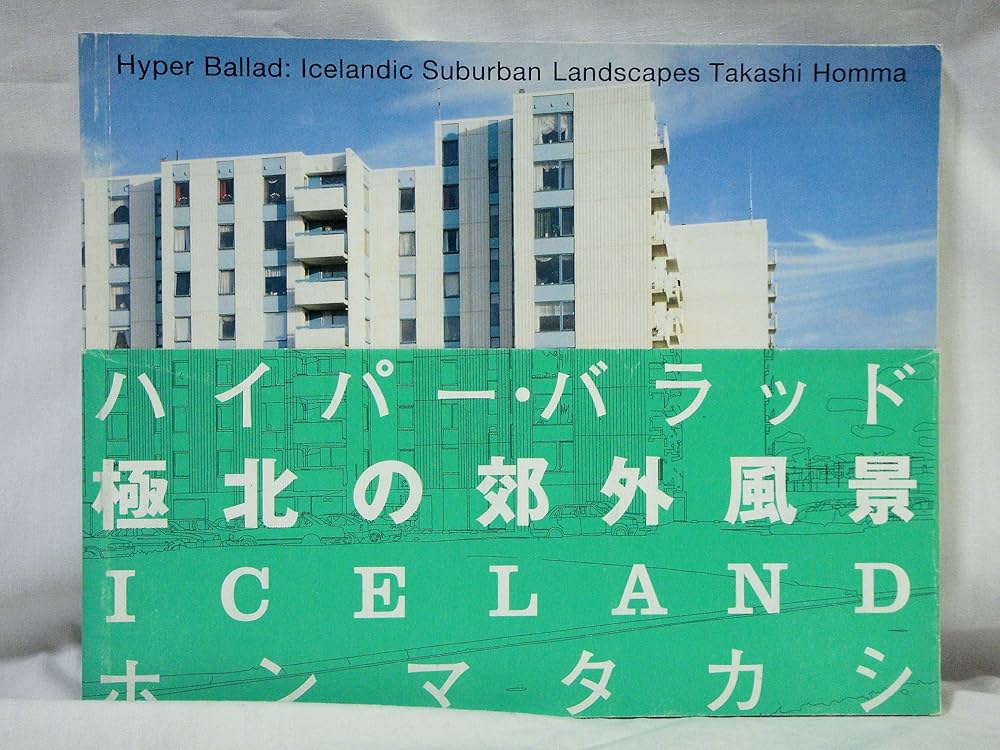 Hyper Ballad: Icelandic Suburban Landscapes Takashi Homma
ハイパー・バラッド
極北の郊外風景
ICELAND
ホンマタカシ